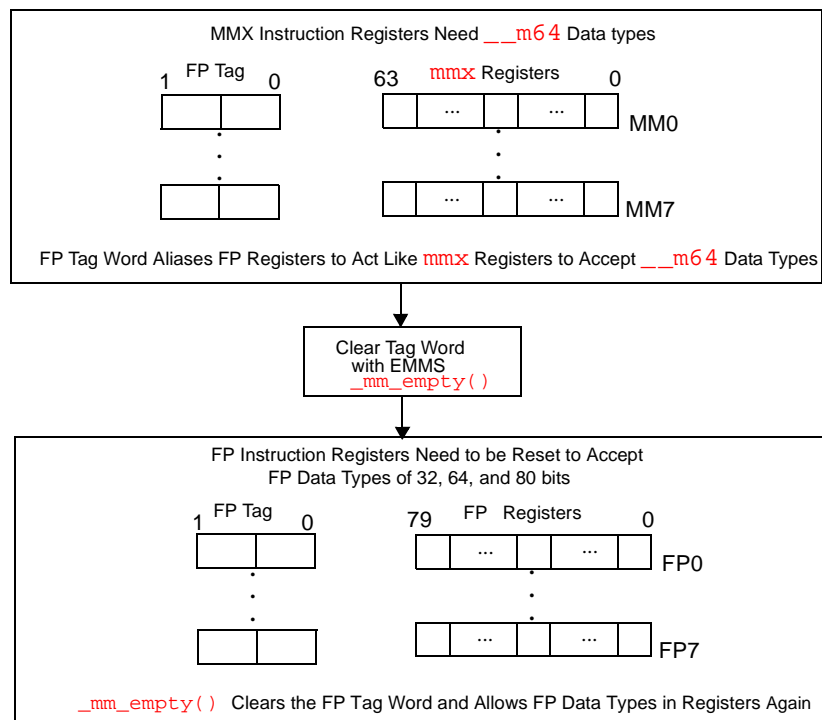 MMX Instruction Registers Need __m64 Data types
FP Tag
mmx Registers
1 0
63 0
... ...
MM0
... ...
MM7
FP Tag Word Aliases FP Registers to Act Like mmx Registers to Accept __m64 Data Types
Clear Tag Word
with EMMS
_mm_empty()
FP Instruction Registers Need to be Reset to Accept
FP Data Types of 32, 64, and 80 bits
FP Tag
FP Registers
1 0
79 0
... ...
FP0
... ...
FP7
_mm_empty() Clears the FP Tag Word and Allows FP Data Types in Registers Again